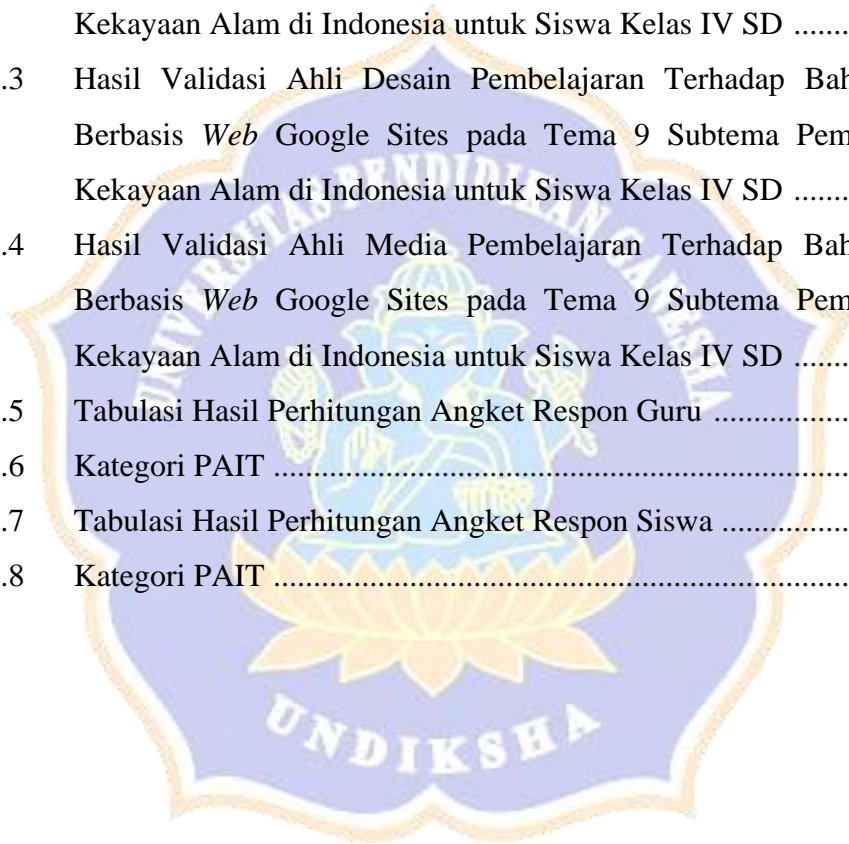 Kekayaan Alam di Indonesia untuk Siswa Kelas IV SD .......
.3 Hasil Validasi Ahli Desain Pembelajaran Terhadap Bah
Berbasis Web Google Sites pada Tema 9 Subtema Pem
Kekayaan Alam di Indonesia untuk Siswa Kelas IV SD .......
.4 Hasil Validasi Ahli Media Pembelajaran Terhadap Bah
Berbasis Web Google Sites pada Tema 9 Subtema Pem
Kekayaan Alam di Indonesia untuk Siswa Kelas IV SD .......
.5 Tabulasi Hasil Perhitungan Angket Respon Guru .................
.6 Kategori PAIT ........................................................................
.7 Tabulasi Hasil Perhitungan Angket Respon Siswa ................
.8 Kategori PAIT ........................................................................
UNIVERSITAS PENDIDIKAN GANESHA
UNDIKSHA